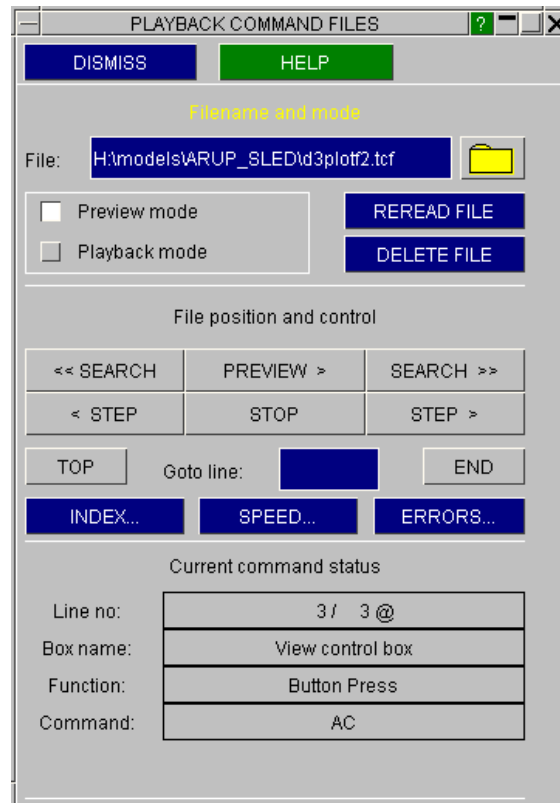 PLAYBACK COMMAND FILES ?
DISMISS HELP
Filename and mode
File: H:\models\ARUP_SLED\d3plotf2.tcf
Preview mode REREAD FILE
Playback mode DELETE FILE
File position and control
<< SEARCH PREVIEW > SEARCH >>
< STEP STOP STEP >
TOP Goto line: END
INDEX... SPEED... ERRORS...
Current command status
Line no: 3 / 3 @
Box name: View control box
Function: Button Press
Command: AC